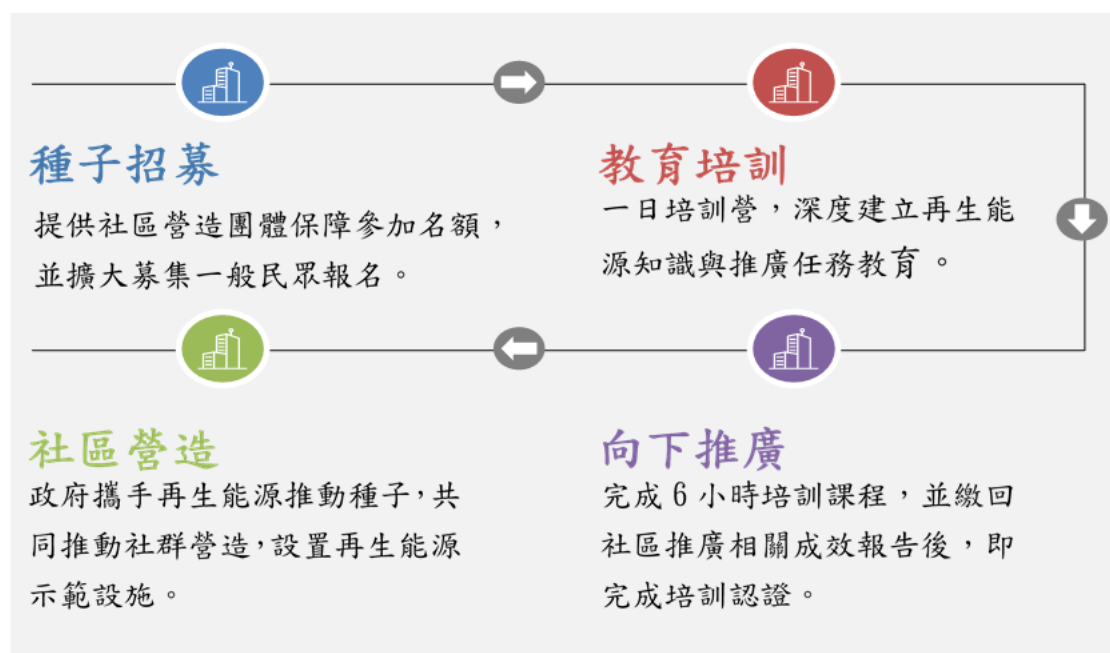 種子招募
提供社區營造團體保障參加名額，
並擴大募集一般民眾報名。
教育培訓
一日培訓營，深度建立再生能
源知識與推廣任務教育。
向下推廣
完成6小時培訓課程，並繳回
社區推廣相關成效報告後，即
完成培訓認證。
社區營造
政府攜手再生能源推動種子，共
同推動社群營造，設置再生能源
示範設施。